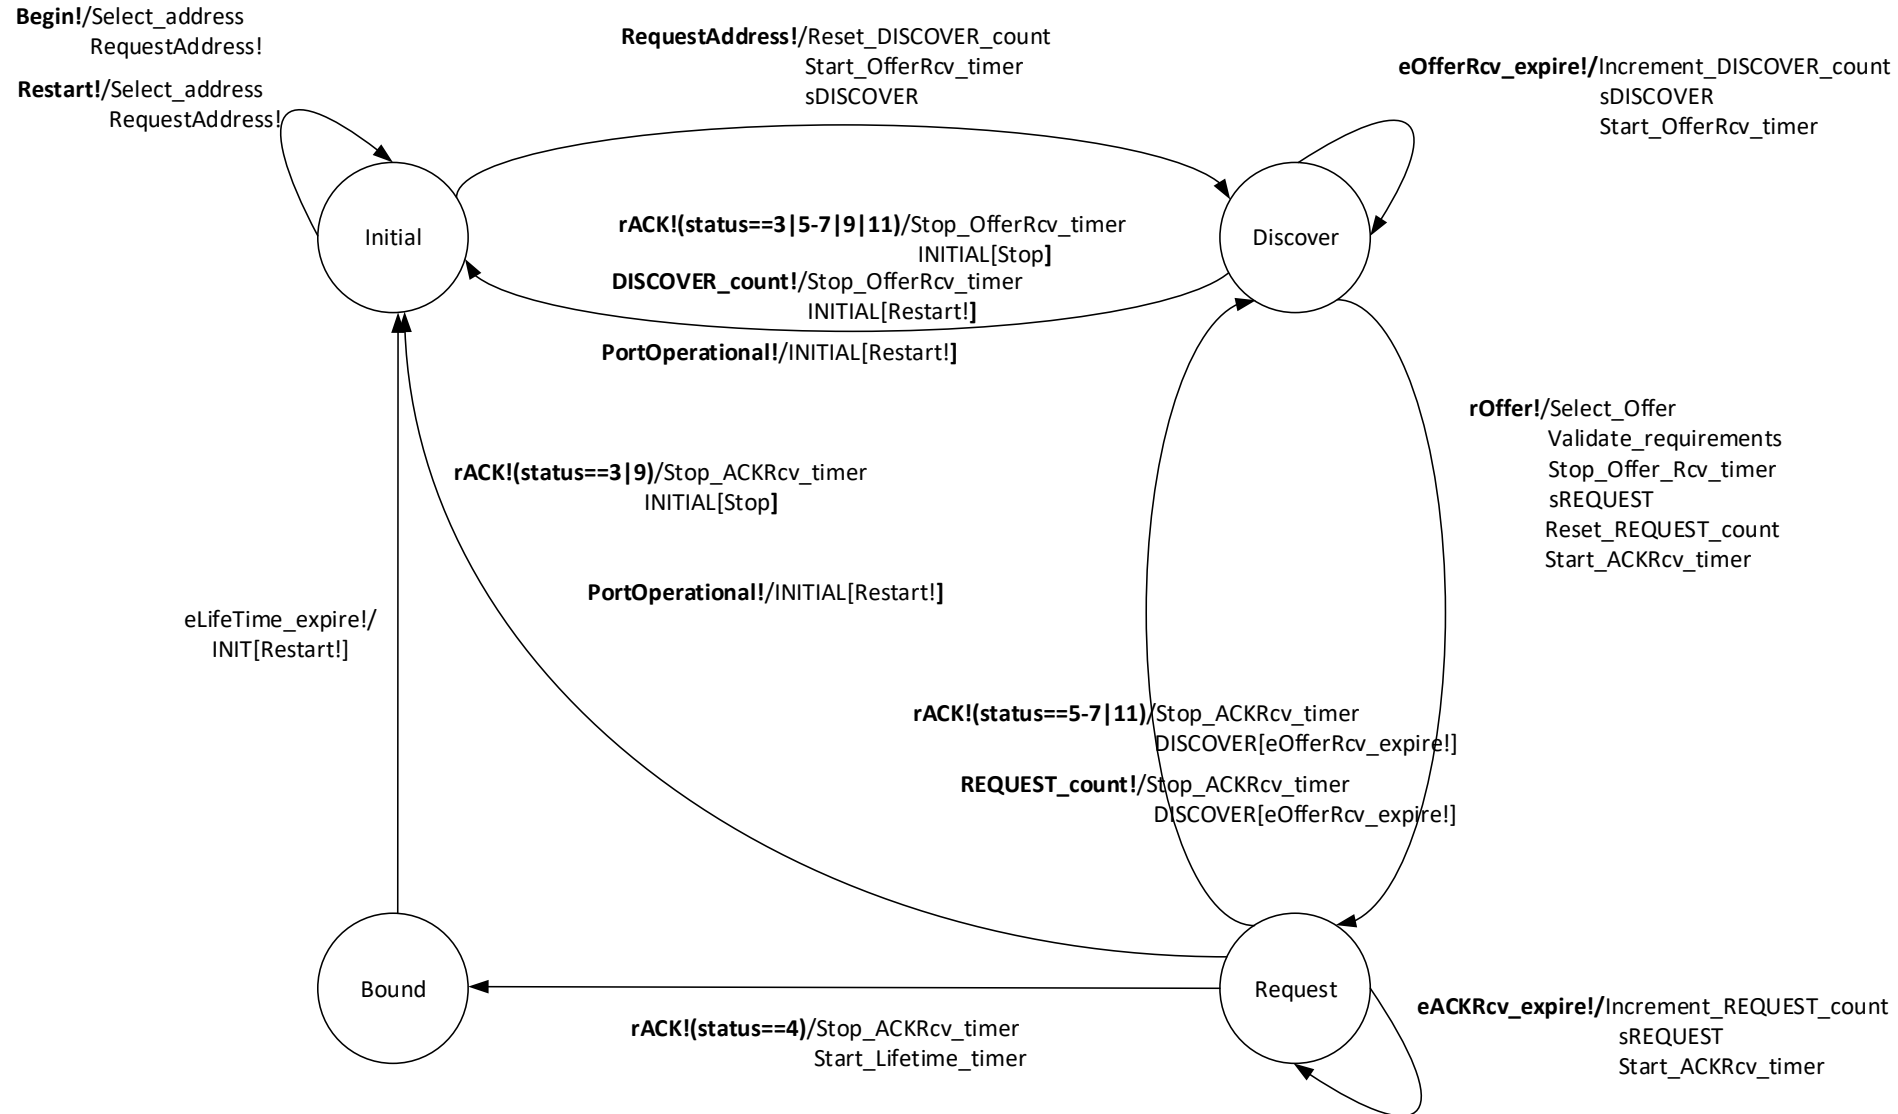 Begin!/Select_address
RequestAddress!
Restart!/Select_address
RequestAddress!
RequestAddress!/Reset_DISCOVER_count
Start_OfferRcv_timer
sDISCOVER
eOfferRcv_expire!/Increment_DISCOVER_count
sDISCOVER
Start_OfferRcv_timer
Initial
rACK!(status==3|5-7|9|11)/Stop_OfferRcv_timer
INITIAL[Stop]
DISCOVER_count!/Stop_OfferRcv_timer
INITIAL[Restart!]
PortOperational!/INITIAL[Restart!]
Discover
rOffer!/Select_Offer
Validate_requirements
Stop_Offer_Rcv_timer
sREQUEST
Reset_REQUEST_count
Start_ACKRcv_timer
rACK!(status==3|9)/Stop_ACKRcv_timer
INITIAL[Stop]
PortOperational!/INITIAL[Restart!]
eLifeTime_expire!/
INIT[Restart!]
rACK!(status==5-7|11)/Stop_ACKRcv_timer
DISCOVER[eOfferRcv_expire!]
REQUEST_count!/Stop_ACKRcv_timer
DISCOVER[eOfferRcv_expire!]
Bound
Request
rACK!(status==4)/Stop_ACKRcv_timer
Start_Lifetime_timer
eACKRcv_expire!/Increment_REQUEST_count
sREQUEST
Start_ACKRcv_timer